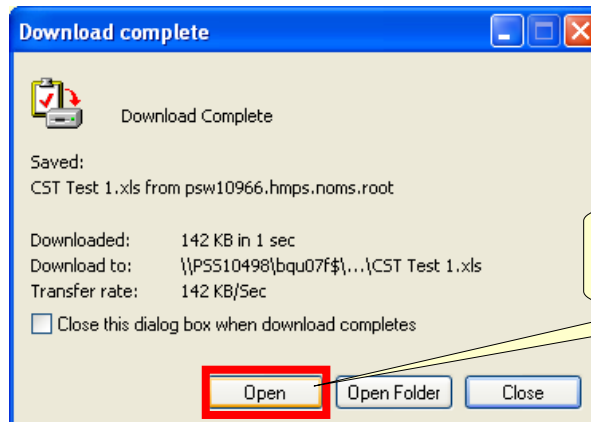 Download complete
Download Complete
Saved:
CST Test 1.xls from psw10966.hmps.noms.root
Downloaded: 142 KB in 1 sec
Download to: \\PSS10498\bqu07f$\...\CST Test 1.xls
Transfer rate: 142 KB/Sec
Close this dialog box when download completes
Open Open Folder Close